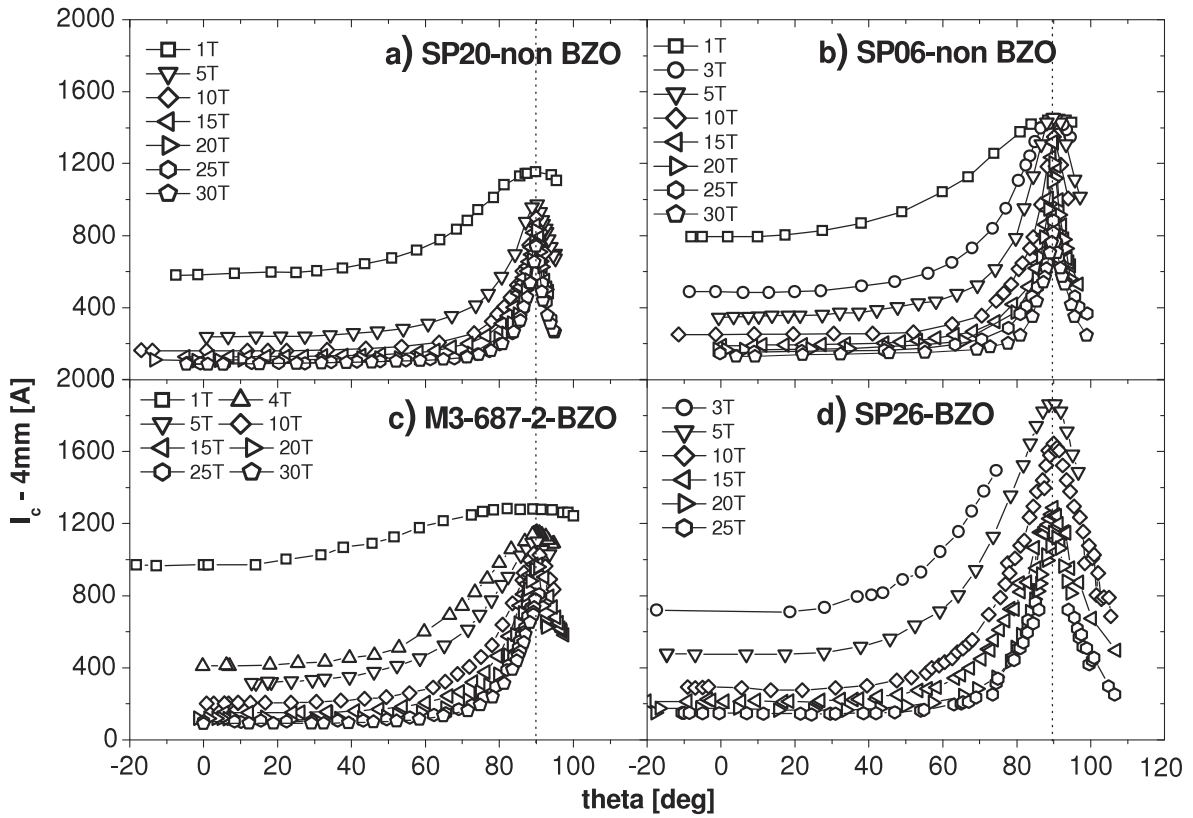 2000
1600
1200
800
400
2000
1600
1200
800
400
0
I_c - 4mm [A]
a) SP20-non BZO
1T
5T
10T
15T
20T
25T
30T
b) SP06-non BZO
1T
3T
5T
10T
15T
20T
25T
30T
c) M3-687-2-BZO
1T 4T
5T 10T
15T 20T
25T 30T
d) SP26-BZO
3T
5T
10T
15T
20T
25T
-20 0 20 40 60 80 100 -20 0 20 40 60 80 100 120
theta [deg]